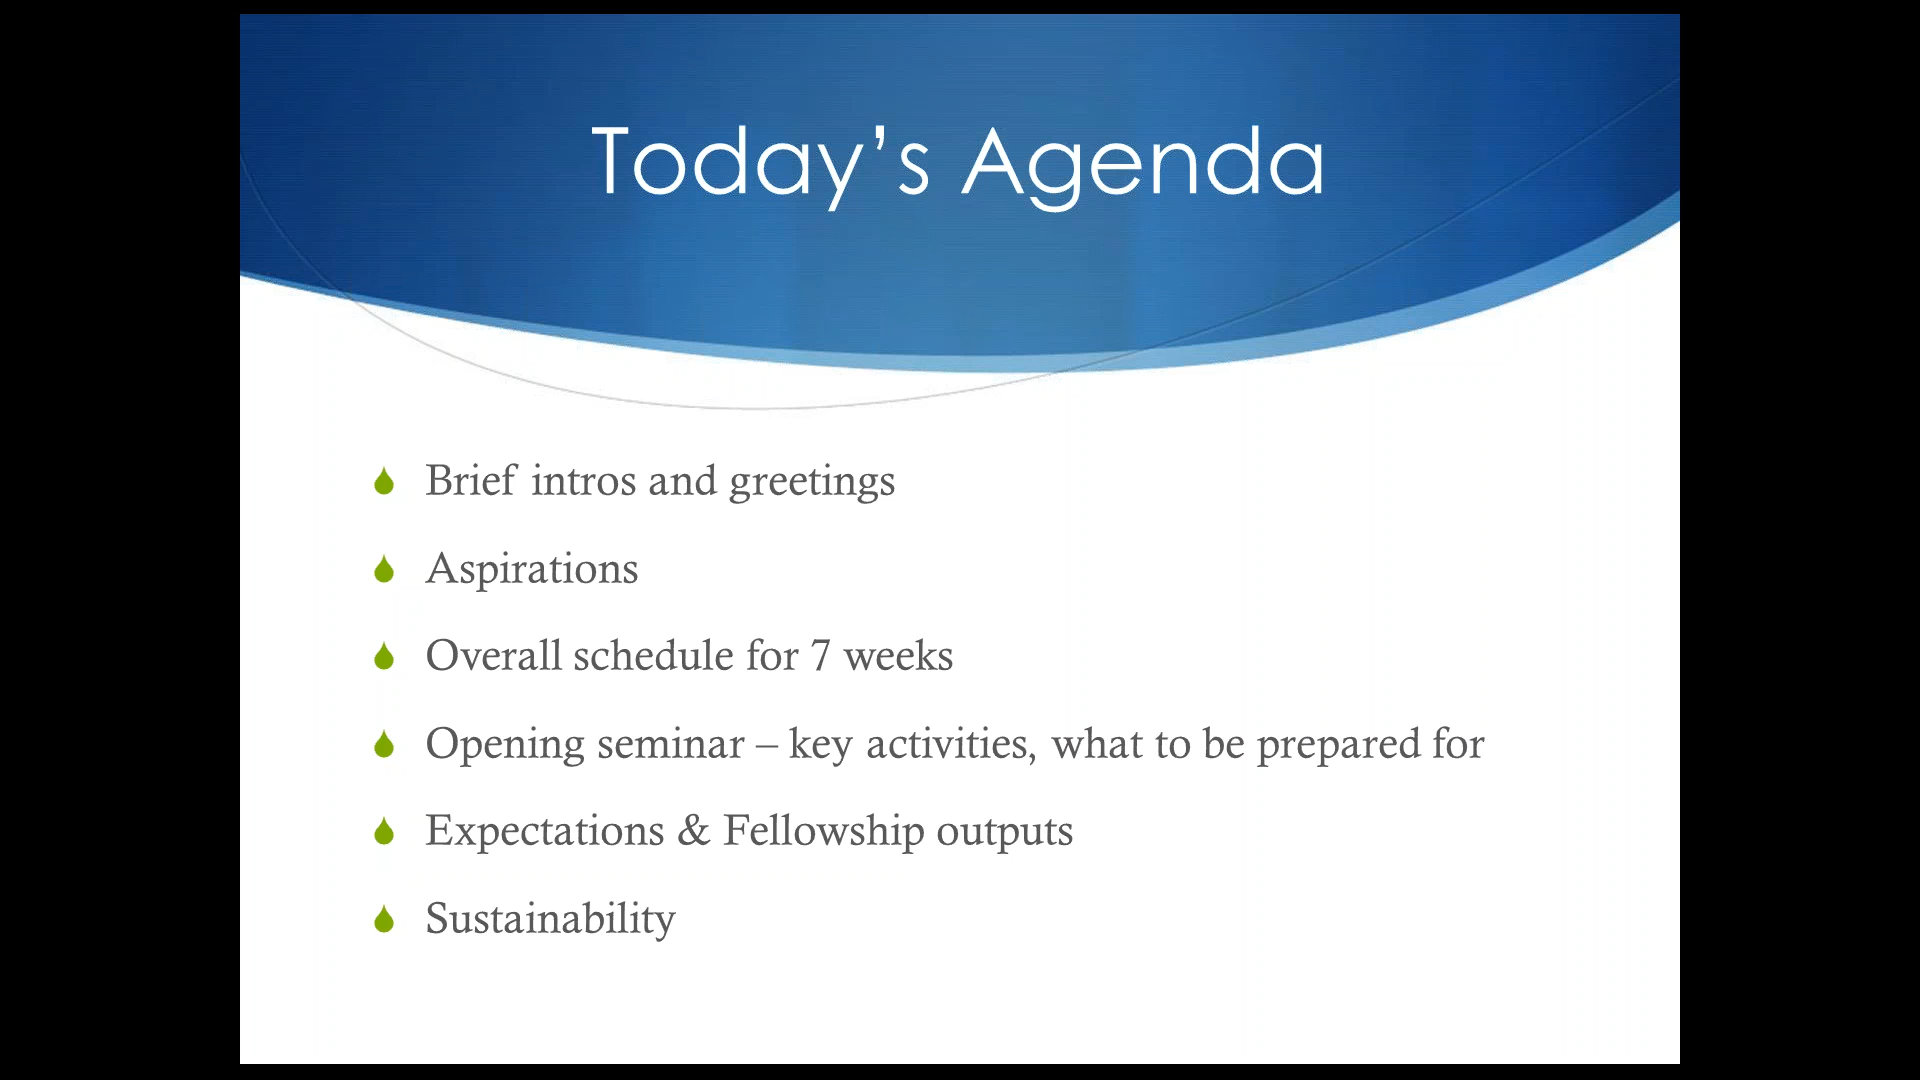 Today’s Agenda
Brief intros and greetings
Aspirations
Overall schedule for 7 weeks
Opening seminar – key activities, what to be prepared for
Expectations & Fellowship outputs
Sustainability